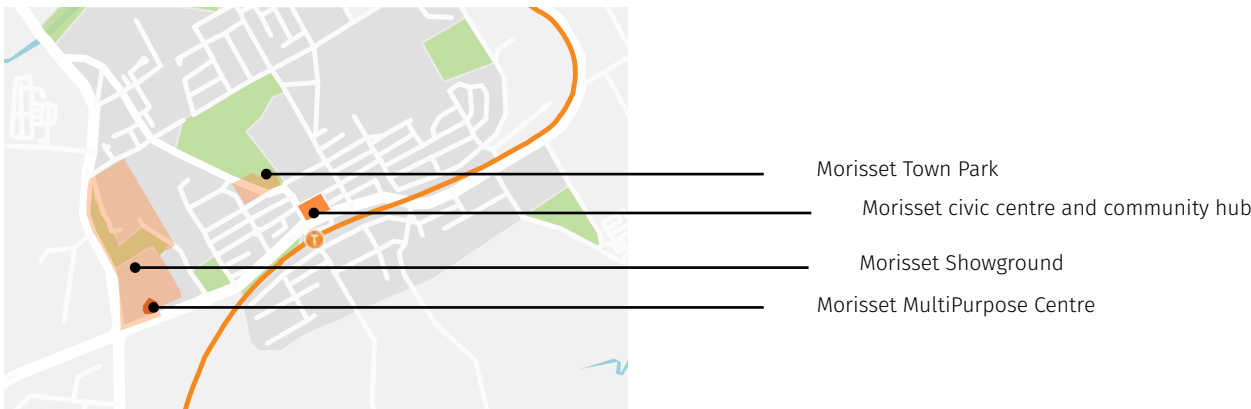 Morisset Town Park
Morisset civic centre and community hub
T
Morisset Showground
Morisset MultiPurpose Centre